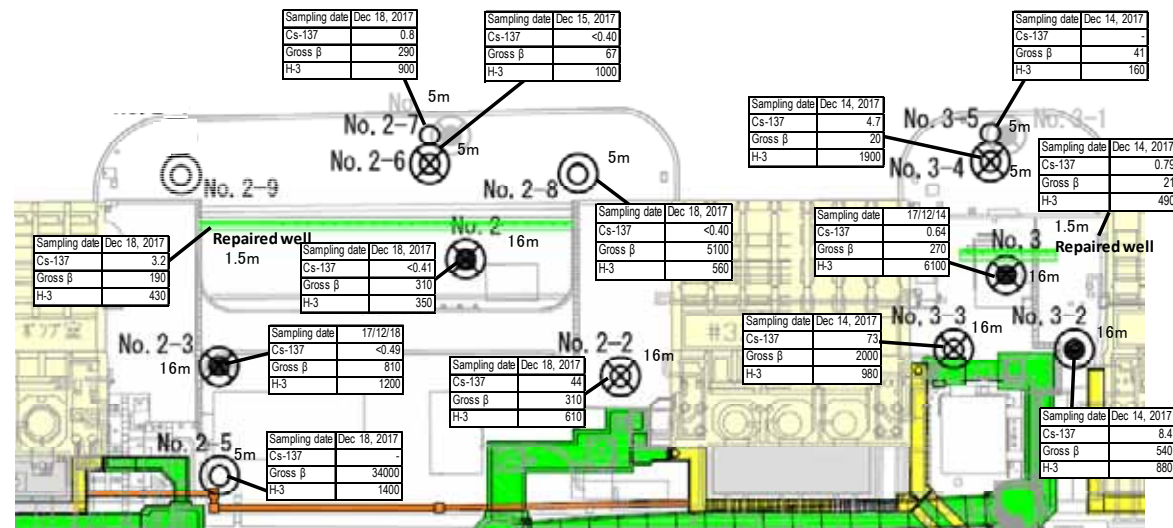 Sampling date Dec 18, 2017
Cs-137 0.8
Gross β 290
H-3 900
Sampling date Dec 15, 2017
Cs-137 <0.40
Gross β 67
H-3 1000
Sampling date Dec 14, 2017
Cs-137 -
Gross β 41
H-3 160
No
5m
No. 2-7
5m
No. 2-6
5m
No. 2-8
No. 2-9
Sampling date Dec 14, 2017
Cs-137 4.7
Gross β 20
H-3 1900
No. 3-5
5m
No. 3-1
No. 3-4
5m
Sampling date Dec 14, 2017
Cs-137 0.79
Gross β 21
H-3 490
Sampling date Dec 18, 2017
Cs-137 3.2
Gross β 190
H-3 430
Repaired well
1.5m
Sampling date Dec 18, 2017
Cs-137 <0.41
Gross β 310
H-3 350
No. 2
16m
Sampling date Dec 18, 2017
Cs-137 <0.40
Gross β 5100
H-3 560
Sampling date 17/12/14
Cs-137 0.64
Gross β 270
H-3 6100
1.5m
Repaired well
No. 3
16m
ポンプ室
No. 2-3
16m
Sampling date 17/12/18
Cs-137 <0.49
Gross β 810
H-3 1200
No. 2-2
16m
Sampling date Dec 18, 2017
Cs-137 44
Gross β 310
H-3 610
#3
Sampling date Dec 14, 2017
Cs-137 73
Gross β 2000
H-3 980
No. 3-3
16m
No. 3-2
16m
No. 2-5
5m
Sampling date Dec 18, 2017
Cs-137 -
Gross β 34000
H-3 1400
Sampling date Dec 14, 2017
Cs-137 8.4
Gross β 540
H-3 880